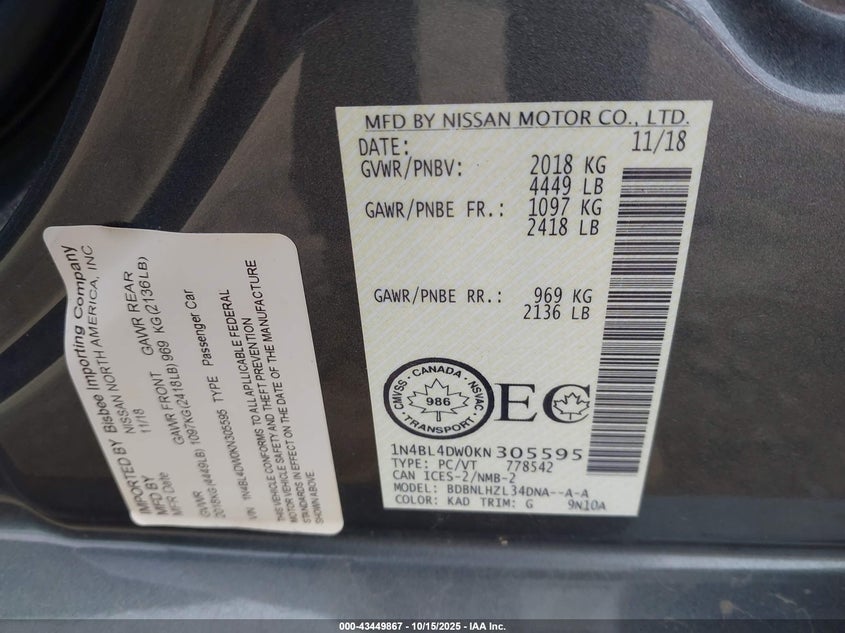 MFD BY NISSAN MOTOR CO., LTD.
DATE: 11/18
GVWR/PNBV: 2018 KG
4449 LB
GAWR/PNBE FR.: 1097 KG
2418 LB
GAWR/PNBE RR.: 969 KG
2136 LB
CMVSS · CANADA · NSVAC
986
TRANSPORT
EC
1N4BL4DW0KN305595
TYPE: PC/VT 778542
CAN ICES-2/NMB-2
MODEL: BDBNLHZL34DNA--A-A
COLOR: KAD TRIM: G 9N10A
IMPORTED BY Bisbee Importing Company
MFD BY NISSAN NORTH AMERICA, INC
MFR Date 11/18
GAWR FRONT GAWR REAR
GVWR
2018KG(4449LB) 1097KG(2418LB) 969 KG(2136LB)
VIN 1N4BL4DW0KN305595 TYPE Passenger Car
THIS VEHICLE CONFORMS TO ALL APLLICABLE FEDERAL
MOTOR VEHICLE SAFETY AND THEFT PREVENTION
STANDARDS IN EFFECT ON THE DATE OF MANUFACTURE
SHOWN ABOVE.
000-43449867 - 10/15/2025 - IAA Inc.